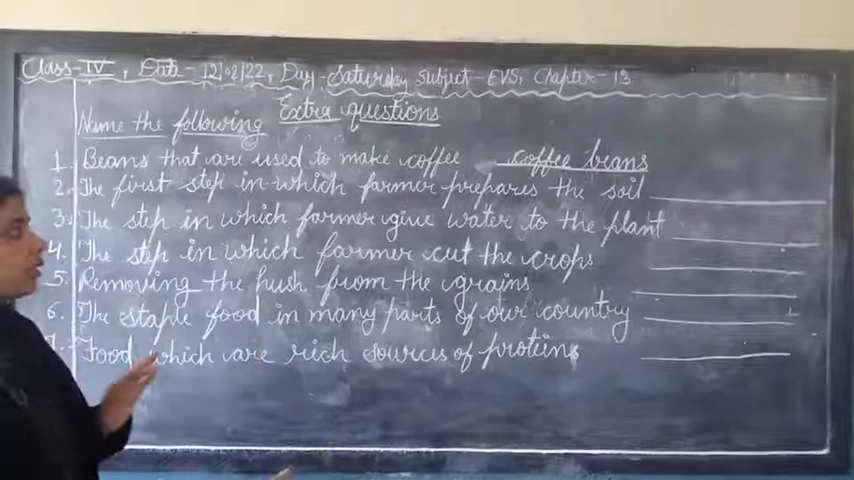 Class-IV, Date-12/02/22, Day-Saturday Subject-EVS, Chapter-13
Extra questions
Name the following
1. Beans that are used to make coffee coffee beans
2. The first step in which farmer prepares the soil
3. The step in which farmer give water to the plant
4. The step in which farmer cut the crops
5. Removing the husk from the grains
6. The staple food in many parts of our country
7. Food which are rich sources of proteins